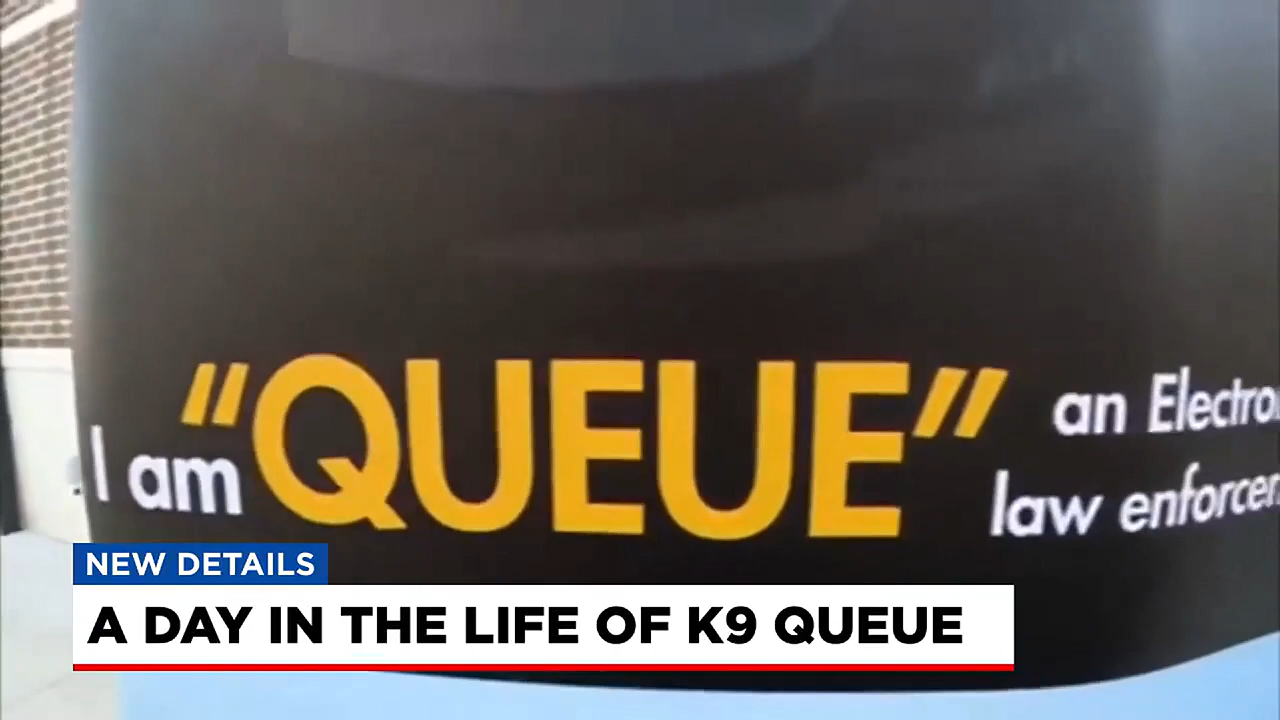 I am “QUEUE” an
law
NEW DETAILS
A DAY IN THE LIFE OF K9 QUEUE